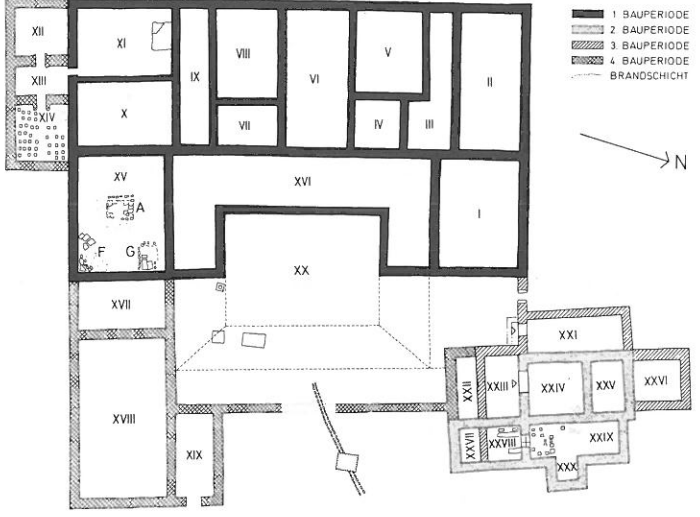 1 BAUPERIODE
2. BAUPERIODE
3. BAUPERIODE
4 BAUPERIODE
BRANDSCHICHT
N
XII
XI
XIII
XIV
X
IX
VIII
VII
VI
V
IV
III
II
XV
A
F
G
XVI
I
XX
XVII
XVIII
XIX
XXI
XXII
XXIII
XXIV
XXV
XXVI
XXVII
XXVIII
XXIX
XXX